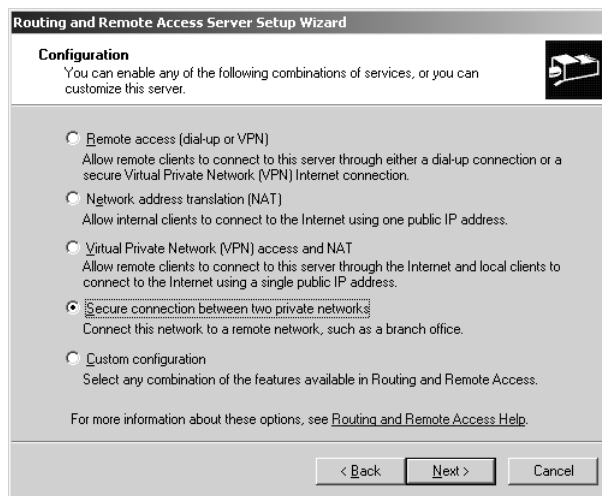 Routing and Remote Access Server Setup Wizard
Configuration
You can enable any of the following combinations of services, or you can
customize this server.
Remote access (dial-up or VPN)
Allow remote clients to connect to this server through either a dial-up connection or a
secure Virtual Private Network (VPN) Internet connection.
Network address translation (NAT)
Allow internal clients to connect to the Internet using one public IP address.
Virtual Private Network (VPN) access and NAT
Allow remote clients to connect to this server through the Internet and local clients to
connect to the Internet using a single public IP address.
Secure connection between two private networks
Connect this network to a remote network, such as a branch office.
Custom configuration
Select any combination of the features available in Routing and Remote Access.
For more information about these options, see Routing and Remote Access Help.
< Back Next > Cancel